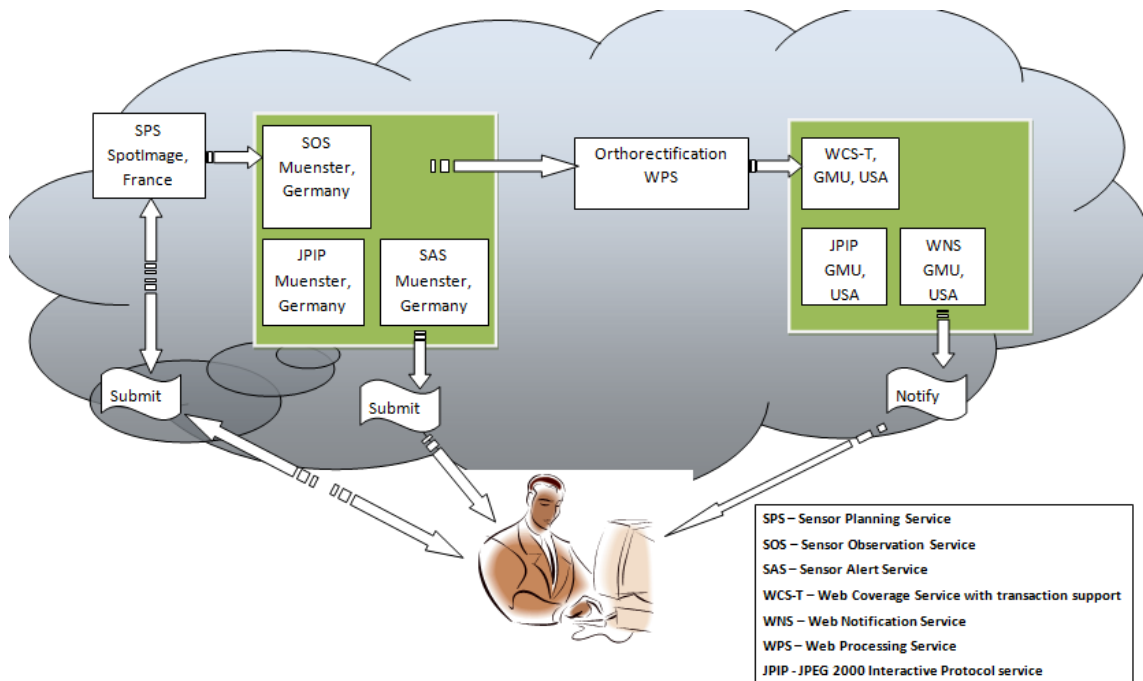 SPS
SpotImage,
France
SOS
Muenster,
Germany
JPIP
Muenster,
Germany
SAS
Muenster,
Germany
Orthorectification
WPS
WCS-T,
GMU, USA
JPIP
GMU,
USA
WNS
GMU,
USA
Submit
Submit
Notify
SPS – Sensor Planning Service
SOS – Sensor Observation Service
SAS – Sensor Alert Service
WCS-T – Web Coverage Service with transaction support
WNS – Web Notification Service
WPS – Web Processing Service
JPIP - JPEG 2000 Interactive Protocol service